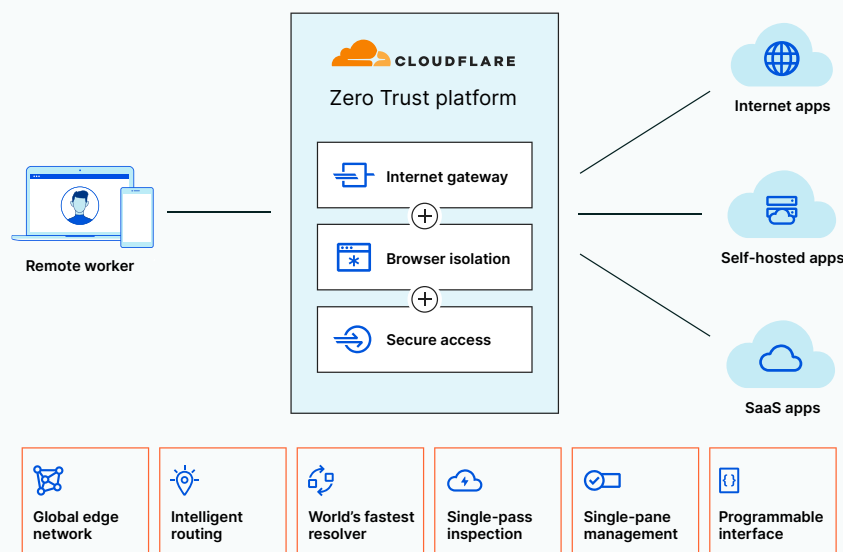 CLOUDFLARE
Zero Trust platform
Internet gateway
Browser isolation
Secure access
Remote worker
Internet apps
Self-hosted apps
SaaS apps
Global edge
network
Intelligent
routing
World's fastest
resolver
Single-pass
inspection
Single-pane
management
Programmable
interface